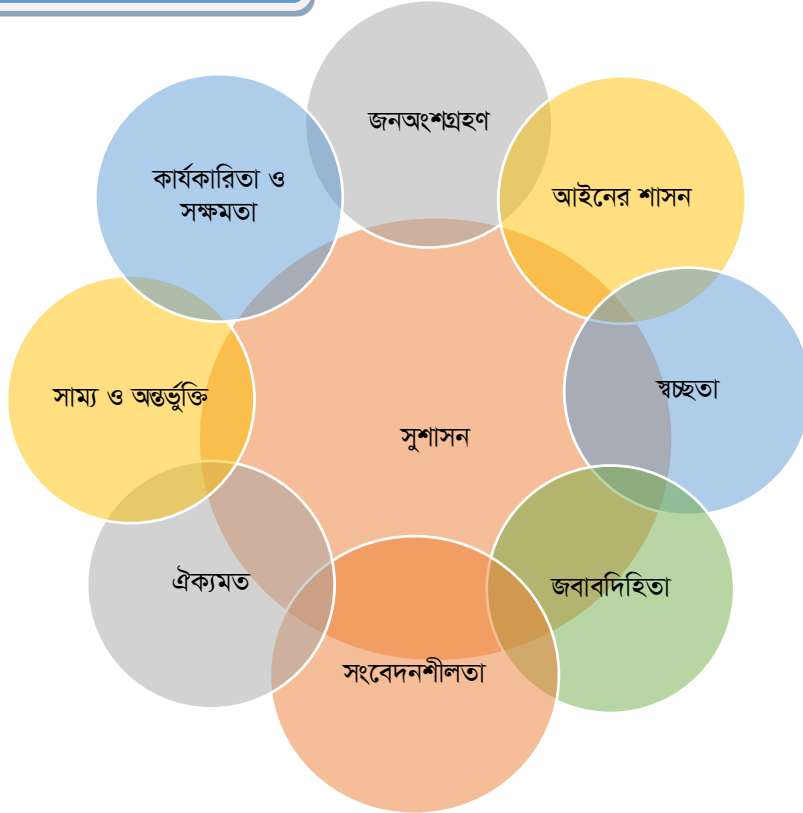 জনঅংশগ্রহণ
আইনের শাসন
স্বচ্ছতা
জবাবদিহিতা
সংবেদনশীলতা
ঐক্যমত
সাম্য ও অন্তর্ভুক্তি
কার্যকারিতা ও
সক্ষমতা
সুশাসন